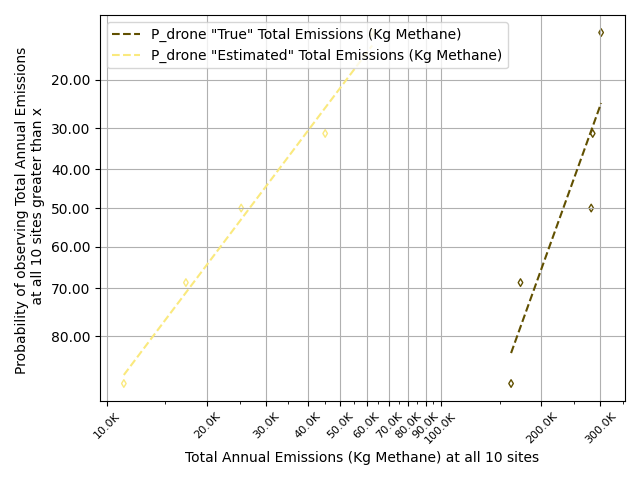 P_drone "True" Total Emissions (Kg Methane)
P_drone "Estimated" Total Emissions (Kg Methane)
Probability of observing Total Annual Emissions
at all 10 sites greater than x
20.00
30.00
40.00
50.00
60.00
70.00
80.00
10.0K
20.0K
30.0K
40.0K
50.0K
60.0K
70.0K
80.0K
90.0K
100.0K
200.0K
300.0K
Total Annual Emissions (Kg Methane) at all 10 sites